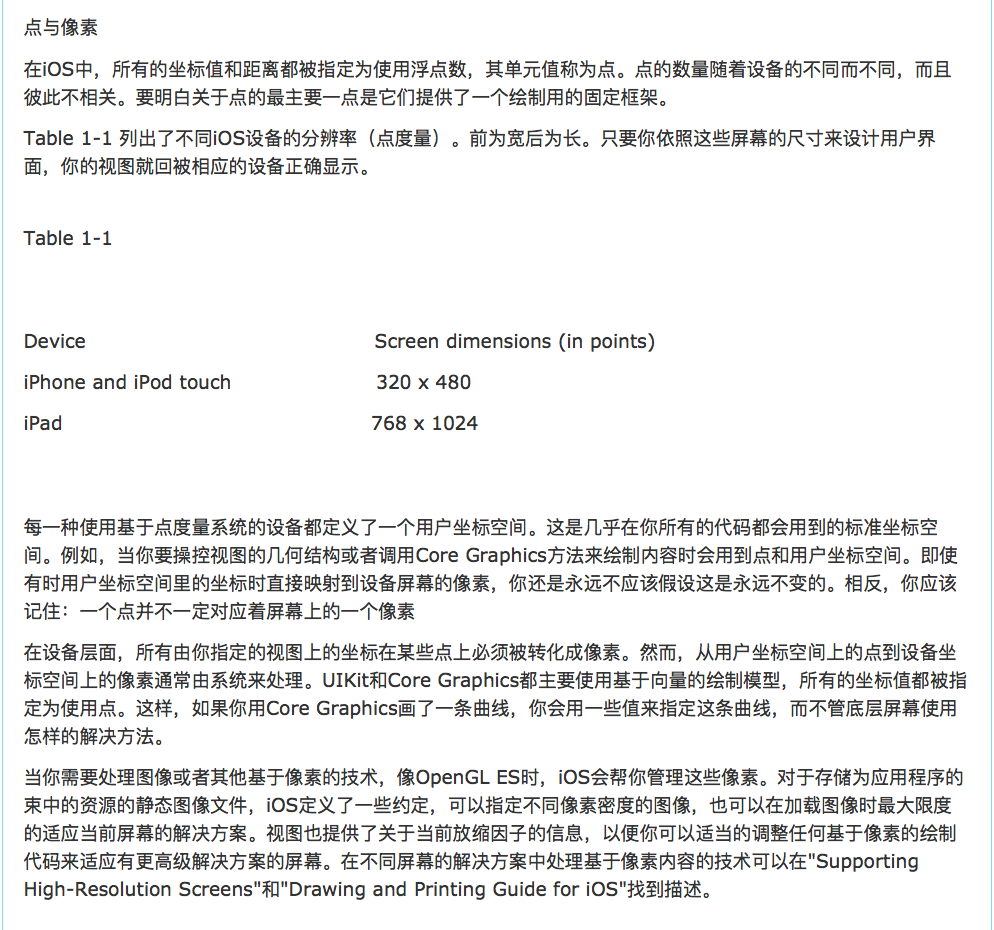 点与像素
在iOS中，所有的坐标值和距离都被指定为使用浮点数，其单元值称为点。点的数量随着设备的不同而不同，而且
彼此不相关。要明白关于点的最主要一点是它们提供了一个绘制用的固定框架。
Table 1-1 列出了不同iOS设备的分辨率（点度量）。前为宽后为长。只要你依照这些屏幕的尺寸来设计用户界
面，你的视图就回被相应的设备正确显示。
Table 1-1
Device Screen dimensions (in points)
iPhone and iPod touch 320 x 480
iPad 768 x 1024
每一种使用基于点度量系统的设备都定义了一个用户坐标空间。这是几乎在你所有的代码都会用到的标准坐标空
间。例如，当你要操控视图的几何结构或者调用Core Graphics方法来绘制内容时会用到点和用户坐标空间。即使
有时用户坐标空间里的坐标时直接映射到设备屏幕的像素，你还是永远不应该假设这是永远不变的。相反，你应该
记住：一个点并不一定对应着屏幕上的一个像素
在设备层面，所有由你指定的视图上的坐标在某些点上必须被转化成像素。然而，从用户坐标空间上的点到设备坐
标空间上的像素通常由系统来处理。UIKit和Core Graphics都主要使用基于向量的绘制模型，所有的坐标值都被指
定为使用点。这样，如果你用Core Graphics画了一条曲线，你会用一些值来指定这条曲线，而不管底层屏幕使用
怎样的解决方法。
当你需要处理图像或者其他基于像素的技术，像OpenGL ES时，iOS会帮你管理这些像素。对于存储为应用程序的
束中的资源的静态图像文件，iOS定义了一些约定，可以指定不同像素密度的图像，也可以在加载图像时最大限度
的适应当前屏幕的解决方案。视图也提供了关于当前放缩因子的信息，以便你可以适当的调整任何基于像素的绘制
代码来适应有更高级解决方案的屏幕。在不同屏幕的解决方案中处理基于像素内容的技术可以在"Supporting
High-Resolution Screens"和"Drawing and Printing Guide for iOS"找到描述。